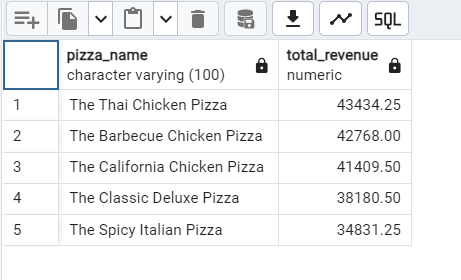 SQL
pizza_name total_revenue
character varying (100) numeric
1 The Thai Chicken Pizza 43434.25
2 The Barbecue Chicken Pizza 42768.00
3 The California Chicken Pizza 41409.50
4 The Classic Deluxe Pizza 38180.50
5 The Spicy Italian Pizza 34831.25